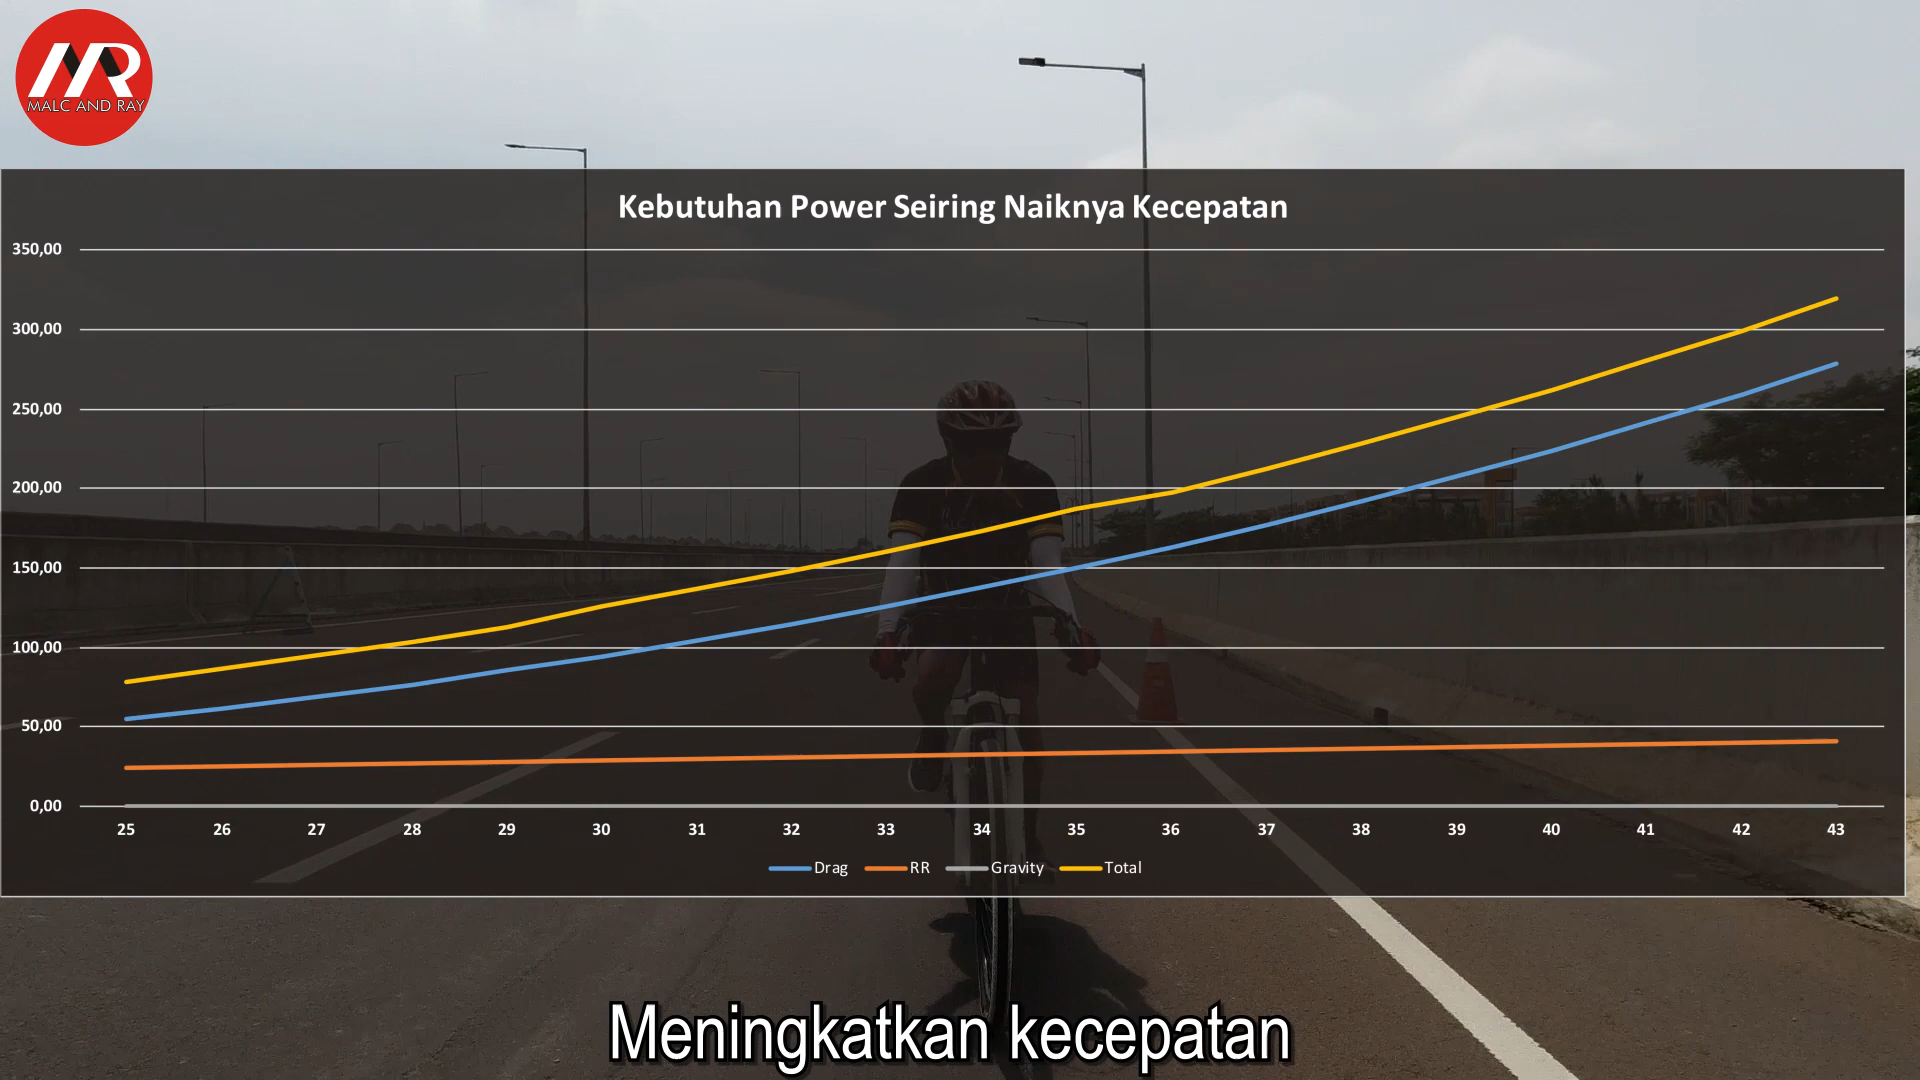 MR
MALC AND RAY
Kebutuhan Power Seiring Naiknya Kecepatan
350,00
300,00
250,00
200,00
150,00
100,00
50,00
0,00
25 26 27 28 29 30 31 32 33 34 35 36 37 38 39 40 41 42 43
Drag RR Gravity Total
Meningkatkan kecepatan